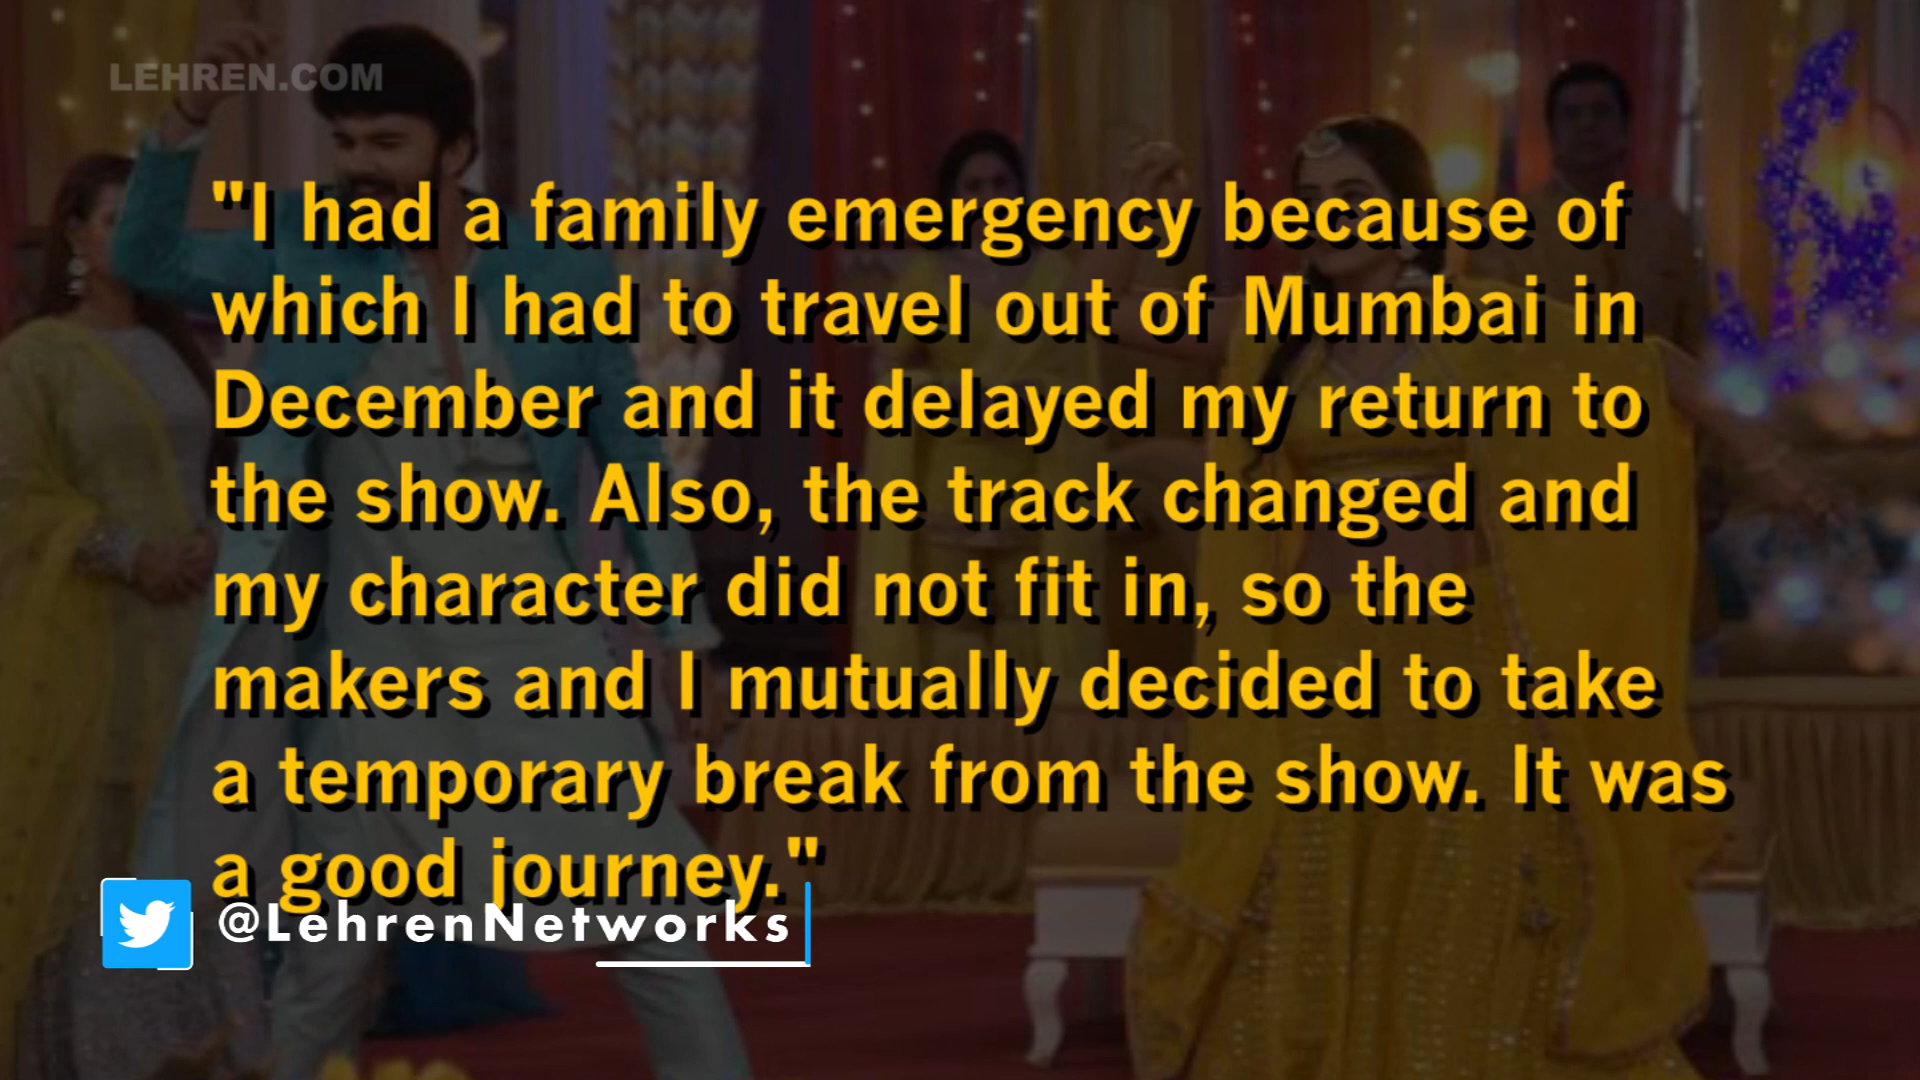 LEHREN.COM
"I had a family emergency because of
which I had to travel out of Mumbai in
December and it delayed my return to
the show. Also, the track changed and
my character did not fit in, so the
makers and I mutually decided to take
a temporary break from the show. It was
a good journey."
@LehrenNetworks